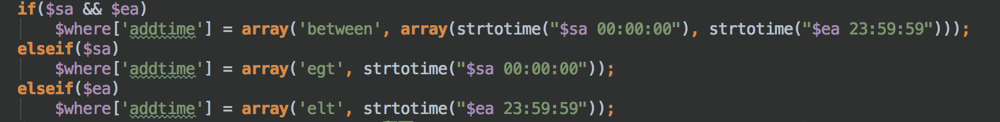 if($sa && $ea)
    $where['addtime'] = array('between', array(strtotime("$sa 00:00:00"), strtotime("$ea 23:59:59")));
elseif($sa)
    $where['addtime'] = array('egt', strtotime("$sa 00:00:00"));
elseif($ea)
    $where['addtime'] = array('elt', strtotime("$ea 23:59:59"));